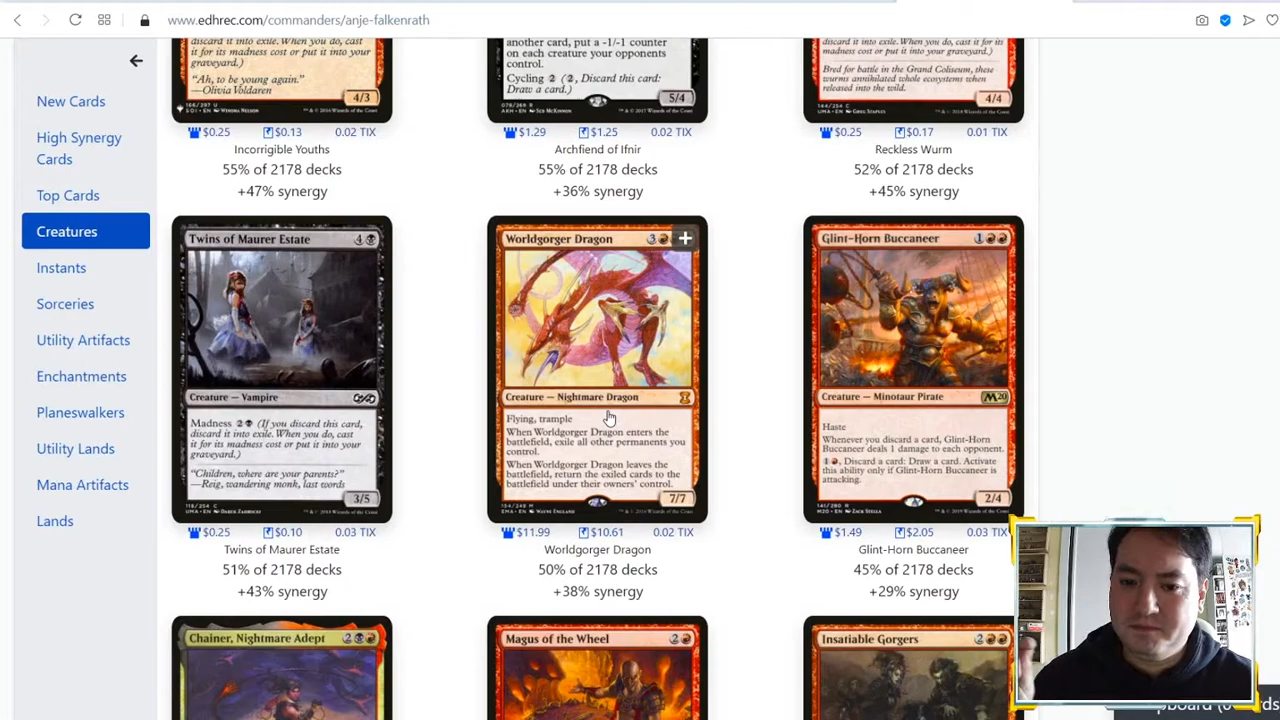 www.edhrec.com/commanders/anje-falkenrath
New Cards
High Synergy
Cards
Top Cards
Creatures
Instants
Sorceries
Utility Artifacts
Enchantments
Planeswalkers
Utility Lands
Mana Artifacts
Lands
discard it into exile. When you do, cast
it for its madness cost or put it into your
graveyard.)
"Ah, to be young again."
—Olivia Voldaren
4/3
$0.25 $0.13 0.02 TIX
Incorrigible Youths
55% of 2178 decks
+47% synergy
another card, put a -1/-1 counter
on each creature your opponents
control.
Cycling 2 (2, Discard this card:
Draw a card.)
5/4
$1.29 $1.25 0.02 TIX
Archfiend of Ifnir
55% of 2178 decks
+36% synergy
discard it into exile. When you do, cast
it for its madness cost or put it into your
graveyard.)
Bred for battle in the Grand Coliseum, these
wurms annihilated whole ecosystems when
released into the wild.
4/4
$0.25 $0.17 0.01 TIX
Reckless Wurm
52% of 2178 decks
+45% synergy
Twins of Maurer Estate 4
Creature — Vampire
Madness 2 (If you discard this card,
discard it into exile. When you do, cast
it for its madness cost or put it into your
graveyard.)
"Children, where are your parents?"
—Reig, wandering monk, last words
3/5
$0.25 $0.10 0.03 TIX
Twins of Maurer Estate
51% of 2178 decks
+43% synergy
Worldgorger Dragon 3
Creature — Nightmare Dragon
Flying, trample
When Worldgorger Dragon enters the
battlefield, exile all other permanents you
control.
When Worldgorger Dragon leaves the
battlefield, return the exiled cards to the
battlefield under their owners' control.
7/7
$11.99 $10.61 0.02 TIX
Worldgorger Dragon
50% of 2178 decks
+38% synergy
Glint-Horn Buccaneer 1
Creature — Minotaur Pirate
M20
Haste
Whenever you discard a card, Glint-Horn
Buccaneer deals 1 damage to each opponent.
1, Discard a card: Draw a card. Activate
this ability only if Glint-Horn Buccaneer is
attacking.
2/4
$1.49 $2.05 0.03 TIX
Glint-Horn Buccaneer
45% of 2178 decks
+29% synergy
Chainer, Nightmare Adept 2
Magus of the Wheel 2
Insatiable Gorgers 2